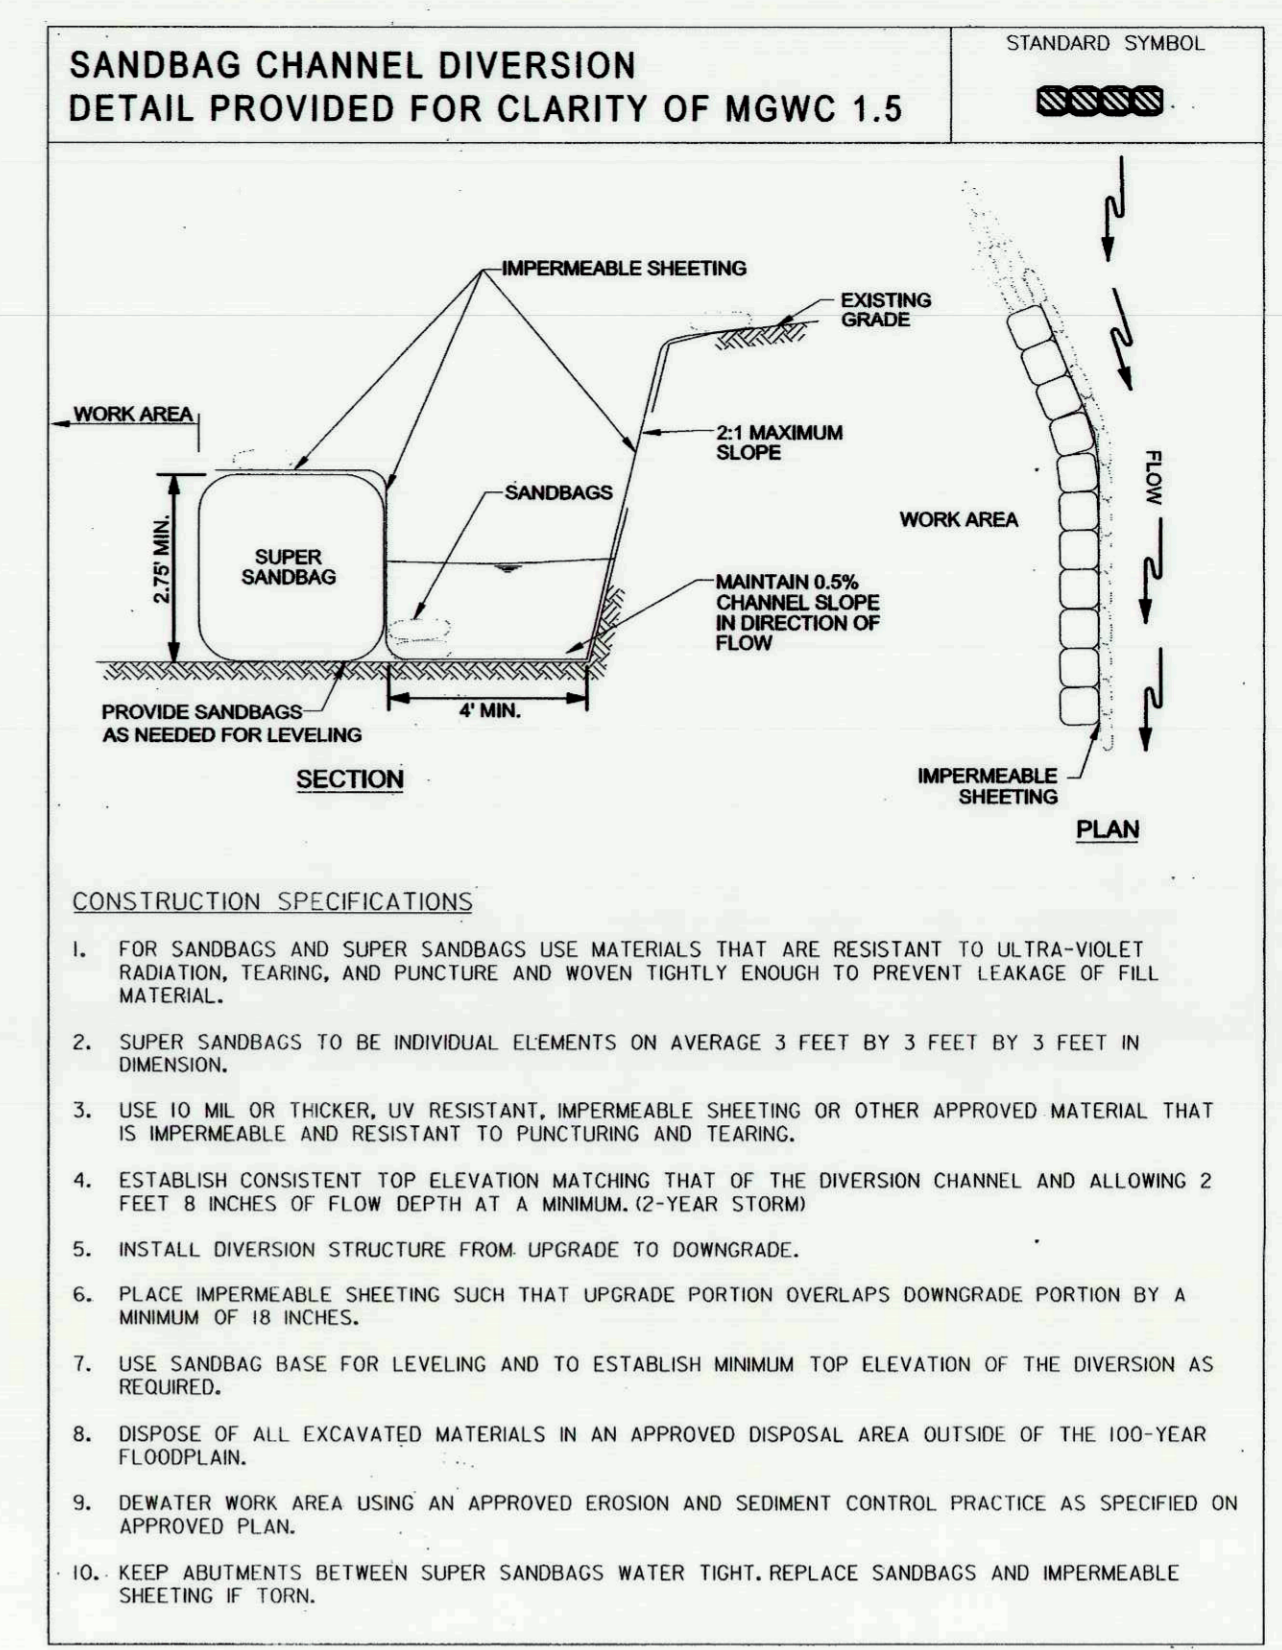 SANDBAG CHANNEL DIVERSION
DETAIL PROVIDED FOR CLARITY OF MGWC 1.5
STANDARD SYMBOL
IMPERMEABLE SHEETING
EXISTING
GRADE
WORK AREA
2:1 MAXIMUM
SLOPE
SANDBAGS
2.75' MIN.
SUPER
SANDBAG
MAINTAIN 0.5%
CHANNEL SLOPE
IN DIRECTION OF
FLOW
4' MIN.
PROVIDE SANDBAGS
AS NEEDED FOR LEVELING
SECTION
FLOW
WORK AREA
IMPERMEABLE
SHEETING
PLAN
CONSTRUCTION SPECIFICATIONS
1. FOR SANDBAGS AND SUPER SANDBAGS USE MATERIALS THAT ARE RESISTANT TO ULTRA-VIOLET
RADIATION, TEARING, AND PUNCTURE AND WOVEN TIGHTLY ENOUGH TO PREVENT LEAKAGE OF FILL
MATERIAL.
2. SUPER SANDBAGS TO BE INDIVIDUAL ELEMENTS ON AVERAGE 3 FEET BY 3 FEET BY 3 FEET IN
DIMENSION.
3. USE 10 MIL OR THICKER, UV RESISTANT, IMPERMEABLE SHEETING OR OTHER APPROVED MATERIAL THAT
IS IMPERMEABLE AND RESISTANT TO PUNCTURING AND TEARING.
4. ESTABLISH CONSISTENT TOP ELEVATION MATCHING THAT OF THE DIVERSION CHANNEL AND ALLOWING 2
FEET 8 INCHES OF FLOW DEPTH AT A MINIMUM. (2-YEAR STORM)
5. INSTALL DIVERSION STRUCTURE FROM UPGRADE TO DOWNGRADE.
6. PLACE IMPERMEABLE SHEETING SUCH THAT UPGRADE PORTION OVERLAPS DOWNGRADE PORTION BY A
MINIMUM OF 18 INCHES.
7. USE SANDBAG BASE FOR LEVELING AND TO ESTABLISH MINIMUM TOP ELEVATION OF THE DIVERSION AS
REQUIRED.
8. DISPOSE OF ALL EXCAVATED MATERIALS IN AN APPROVED DISPOSAL AREA OUTSIDE OF THE 100-YEAR
FLOODPLAIN.
9. DEWATER WORK AREA USING AN APPROVED EROSION AND SEDIMENT CONTROL PRACTICE AS SPECIFIED ON
APPROVED PLAN.
10. KEEP ABUTMENTS BETWEEN SUPER SANDBAGS WATER TIGHT. REPLACE SANDBAGS AND IMPERMEABLE
SHEETING IF TORN.